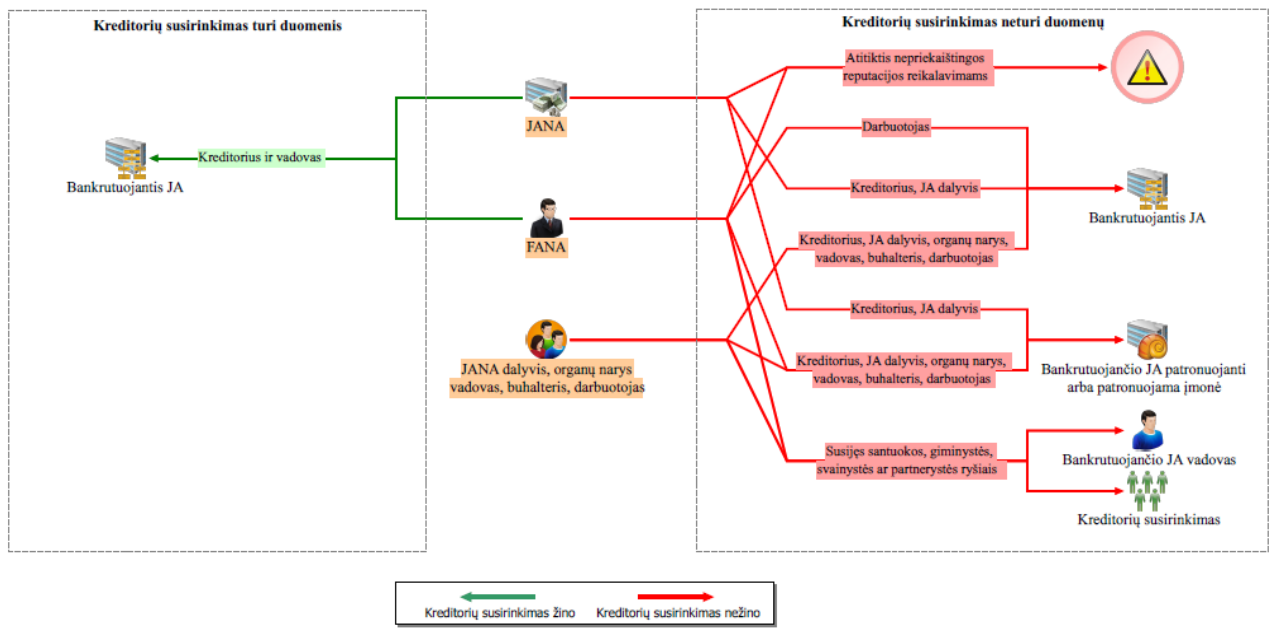 Kreditorių susirinkimas turi duomenis
Kreditorių susirinkimas neturi duomenų
Atitiktis nepriekaištingos
reputacijos reikalavimams
JANA
Darbuotojas
Kreditorius ir vadovas
Bankrutuojantis JA
Kreditorius, JA dalyvis
Bankrutuojantis JA
FANA
Kreditorius, JA dalyvis, organų narys,
vadovas, buhalteris, darbuotojas
Kreditorius, JA dalyvis
JANA dalyvis, organų narys
vadovas, buhalteris, darbuotojas
Kreditorius, JA dalyvis, organų narys,
vadovas, buhalteris, darbuotojas
Bankrutuojančio JA patronuojanti
arba patronuojama įmonė
Susijęs santuokos, giminystės,
svainystės ar partnerystės ryšiais
Bankrutuojančio JA vadovas
Kreditorių susirinkimas
Kreditorių susirinkimas žino
Kreditorių susirinkimas nežino